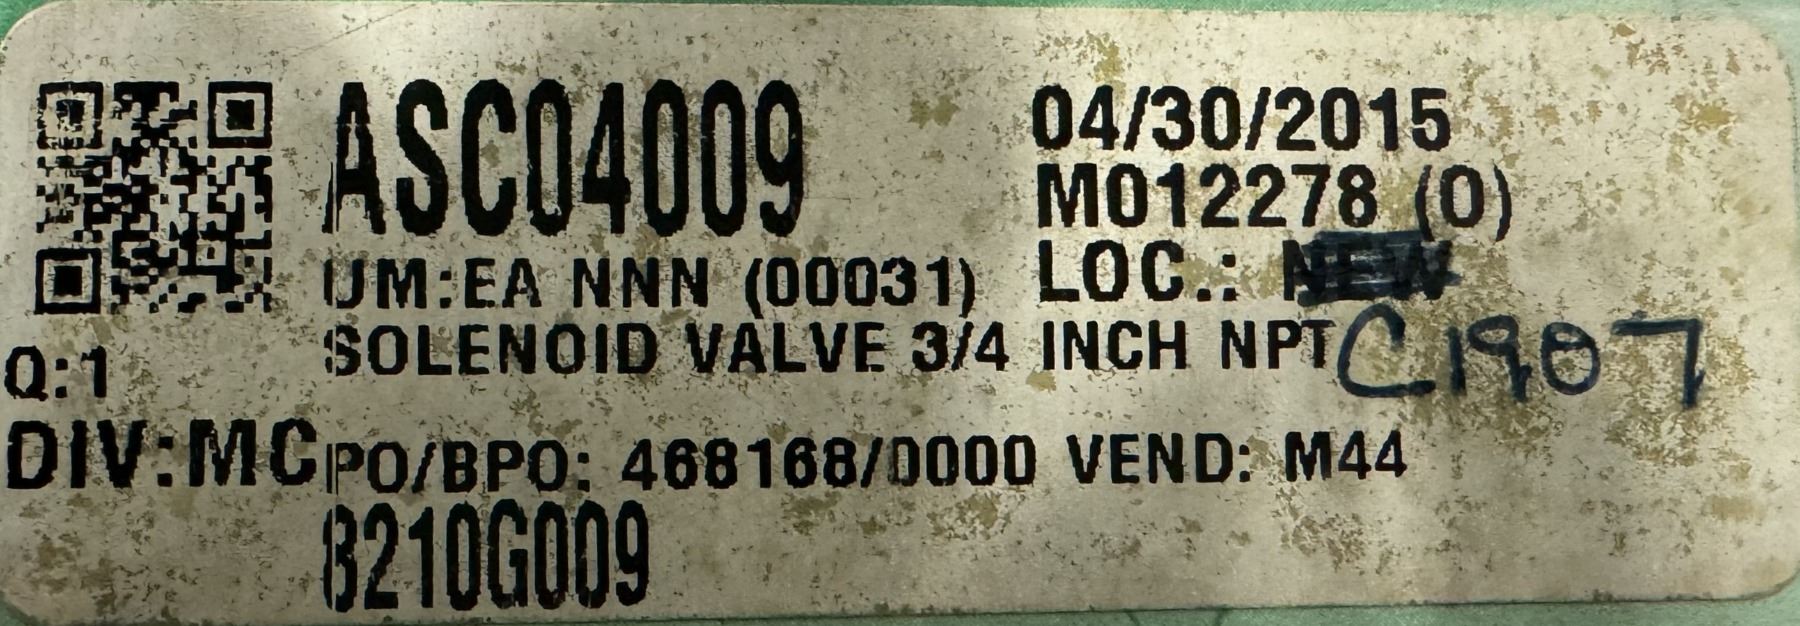 ASC04009
04/30/2015
M012278 (0)
UM:EA NNN (00031)
LOC.: NEW
SOLENOID VALVE 3/4 INCH NPT
C1907
Q:1
DIV:MC
PO/BPO: 468168/0000 VEND: M44
8210G009